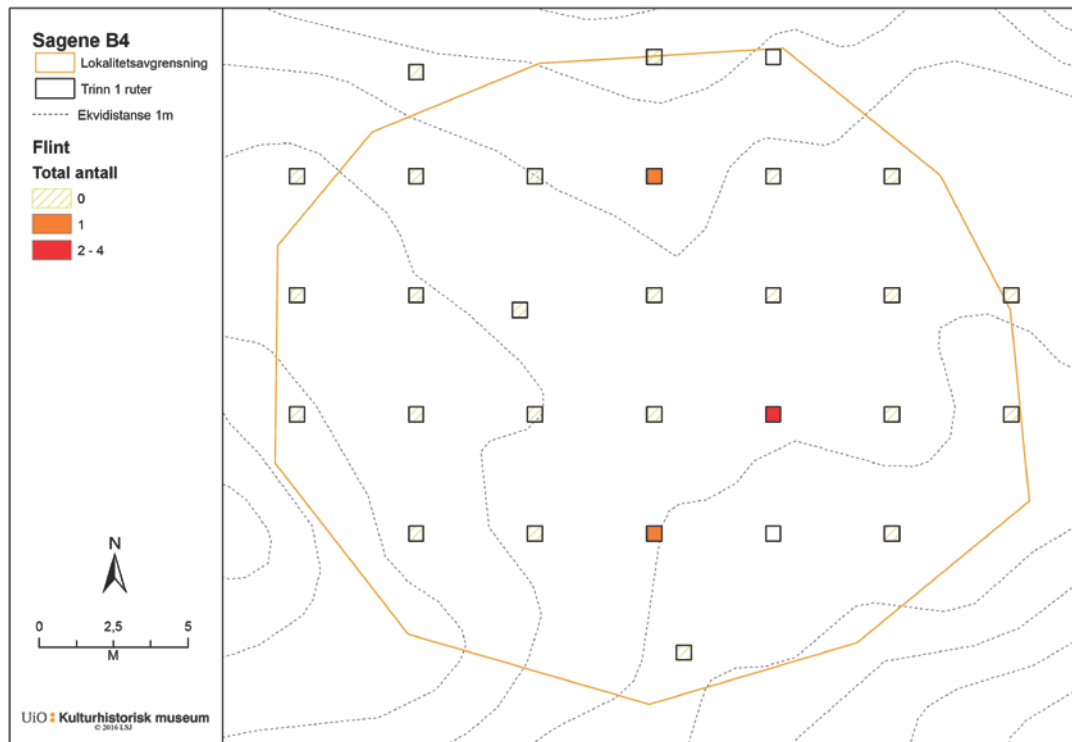 Sagene B4
Lokalitetsavgrensning
Trinn 1 ruter
Ekvidistanse 1m
Flint
Total antall
0
1
2 - 4
N
0 2,5 5
M
UiO Kulturhistorisk museum
© 2016 LSJ